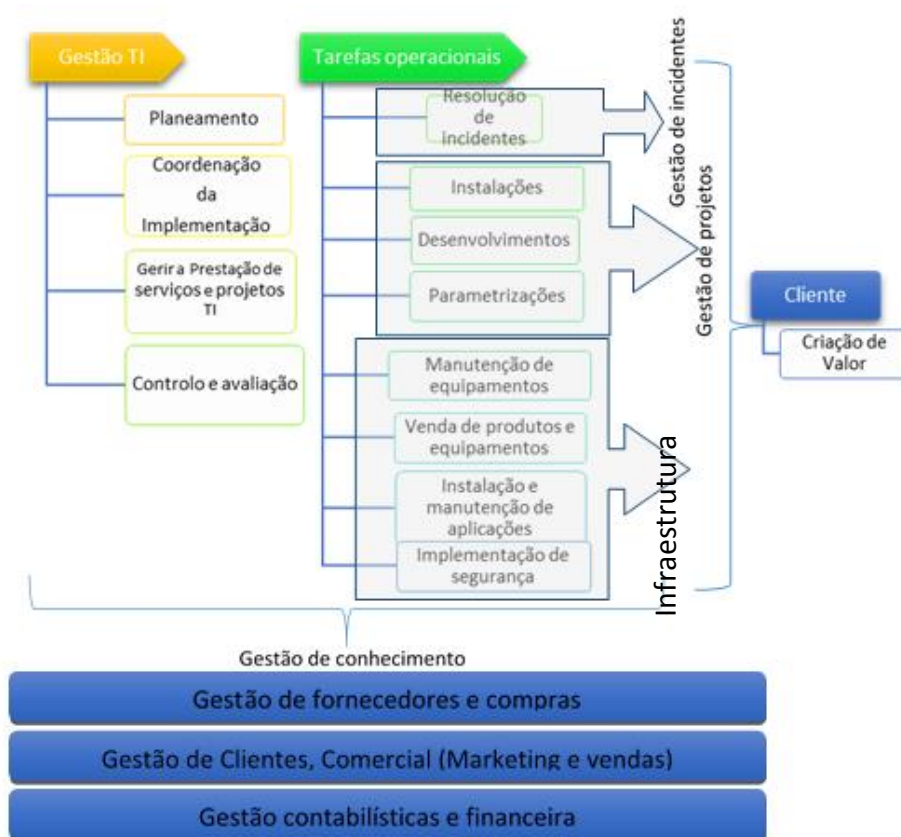 Gestão TI
Planeamento
Coordenação
da
Implementação
Gerir a Prestação de
serviços e projetos
TI
Controlo e avaliação
Tarefas operacionais
Resolução
de
incidentes
Instalações
Desenvolvimentos
Parametrizações
Manutenção de
equipamentos
Venda de produtos e
equipamentos
Instalação e
manutenção de
aplicações
Implementação de
segurança
Gestão de incidentes
Gestão de projetos
Infraestrutura
Cliente
Criação de
Valor
Gestão de conhecimento
Gestão de fornecedores e compras
Gestão de Clientes, Comercial (Marketing e vendas)
Gestão contabilísticas e financeira